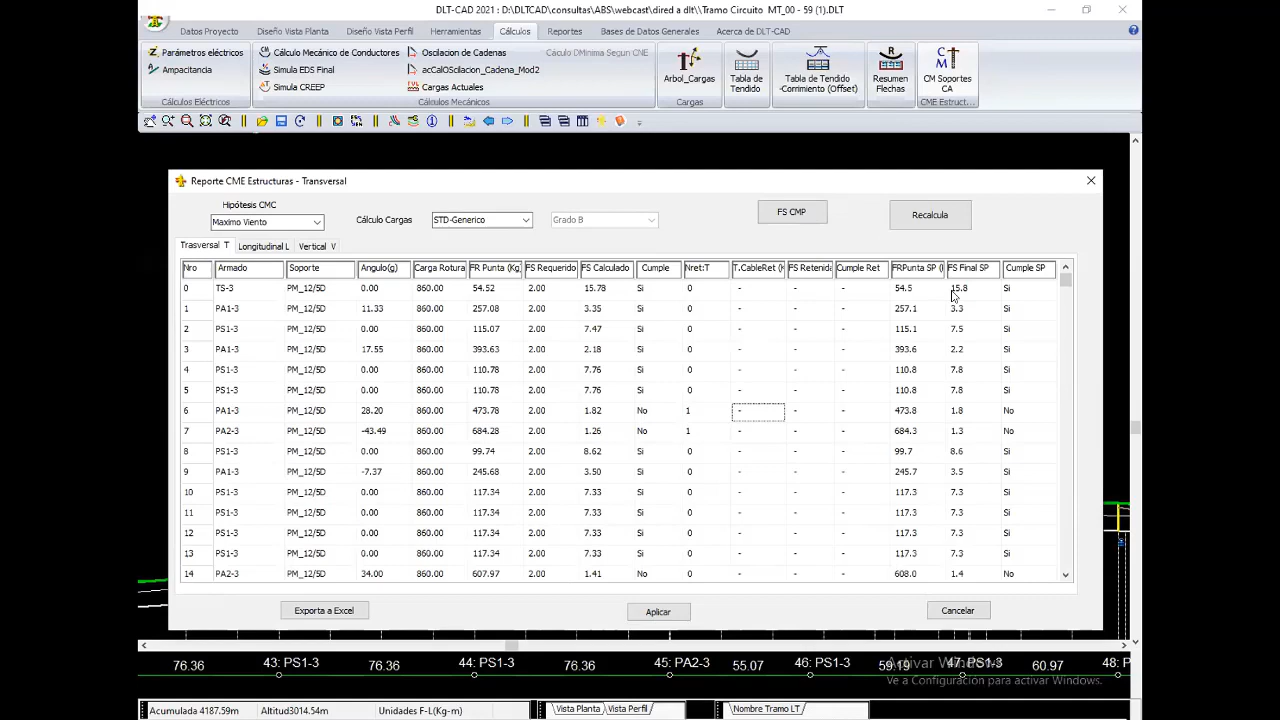 DLT-CAD 2021 : D:\DLTCAD\consultas\ABS\webcast\dired a dlt\\Tramo Circuito MT_00 - 59 (1).DLT
Datos Proyecto Diseño Vista Planta Diseño Vista Perfil Herramientas Cálculos Reportes Bases de Datos Generales Acerca de DLT-CAD
Parámetros eléctricos Cálculo Mecánico de Conductores Oscilacion de Cadenas Cálculo DMínima Segun CNE
Ampacitancia Simula EDS Final acCalOScilacion_Cadena_Mod2
Simula CREEP Cargas Actuales
Arbol_Cargas Tabla de Tendido Tabla de Tendido -Corrimiento (Offset) Resumen Flechas CM Soportes CA
Cálculos Eléctricos Cálculos Mecánicos Cargas CME Estruct...
Reporte CME Estructuras - Transversal
Hipótesis CMC
Maximo Viento Cálculo Cargas STD-Generico Grado B FS CMP Recalcula
Trasversal T Longitudinal L Vertical V
Nro Armado Soporte Angulo(g) Carga Rotura FR Punta (Kg FS Requerido FS Calculado Cumple Nret:T T.CableRet (K FS Retenida Cumple Ret FRPunta SP ( FS Final SP Cumple SP
0 TS-3 PM_12/5D 0.00 860.00 54.52 2.00 15.78 Si 0 - - - 54.5 15.8 Si
1 PA1-3 PM_12/5D 11.33 860.00 257.08 2.00 3.35 Si 0 - - - 257.1 3.3 Si
2 PS1-3 PM_12/5D 0.00 860.00 115.07 2.00 7.47 Si 0 - - - 115.1 7.5 Si
3 PA1-3 PM_12/5D 17.55 860.00 393.63 2.00 2.18 Si 0 - - - 393.6 2.2 Si
4 PS1-3 PM_12/5D 0.00 860.00 110.78 2.00 7.76 Si 0 - - - 110.8 7.8 Si
5 PS1-3 PM_12/5D 0.00 860.00 110.78 2.00 7.76 Si 0 - - - 110.8 7.8 Si
6 PA1-3 PM_12/5D 28.20 860.00 473.78 2.00 1.82 No 1 - - - 473.8 1.8 No
7 PA2-3 PM_12/5D -43.49 860.00 684.28 2.00 1.26 No 1 - - - 684.3 1.3 No
8 PS1-3 PM_12/5D 0.00 860.00 99.74 2.00 8.62 Si 0 - - - 99.7 8.6 Si
9 PA1-3 PM_12/5D -7.37 860.00 245.68 2.00 3.50 Si 0 - - - 245.7 3.5 Si
10 PS1-3 PM_12/5D 0.00 860.00 117.34 2.00 7.33 Si 0 - - - 117.3 7.3 Si
11 PS1-3 PM_12/5D 0.00 860.00 117.34 2.00 7.33 Si 0 - - - 117.3 7.3 Si
12 PS1-3 PM_12/5D 0.00 860.00 117.34 2.00 7.33 Si 0 - - - 117.3 7.3 Si
13 PS1-3 PM_12/5D 0.00 860.00 117.34 2.00 7.33 Si 0 - - - 117.3 7.3 Si
14 PA2-3 PM_12/5D 34.00 860.00 607.97 2.00 1.41 No 0 - - - 608.0 1.4 No
Exporta a Excel Aplicar Cancelar
76.36 43: PS1-3 76.36 44: PS1-3 76.36 45: PA2-3 55.07 46: PS1-3 59.19 47: PS1-3 60.97 48: P
Activar Windows
Ve a Configuración para activar Windows.
Acumulada 4187.59m Altitud3014.54m Unidades F-L(Kg-m) Vista Planta Vista Perfil Nombre Tramo LT